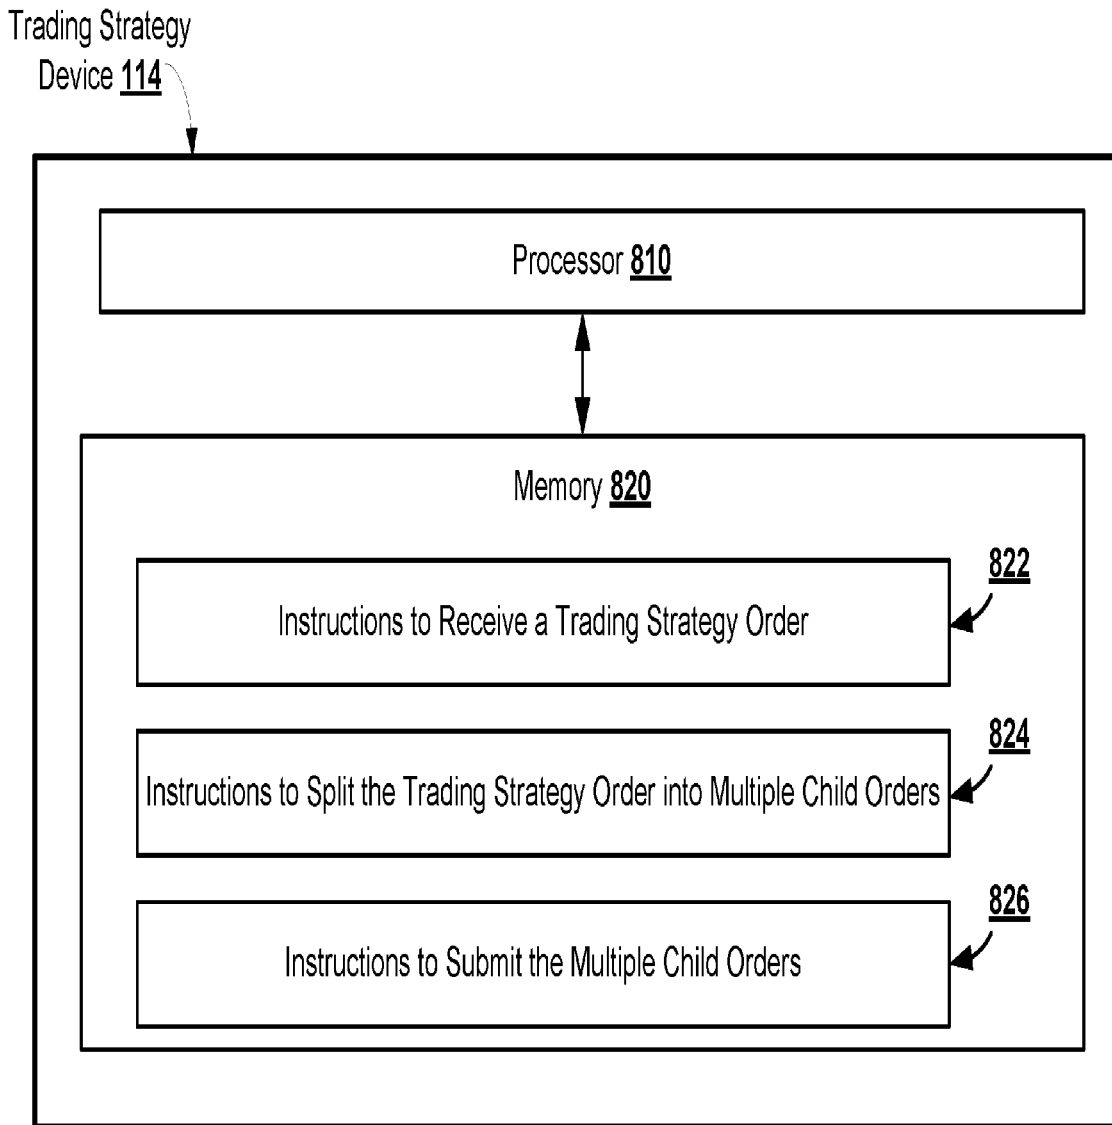 Trading Strategy
Device 114
Processor 810
Memory 820
822
Instructions to Receive a Trading Strategy Order
824
Instructions to Split the Trading Strategy Order into Multiple Child Orders
826
Instructions to Submit the Multiple Child Orders